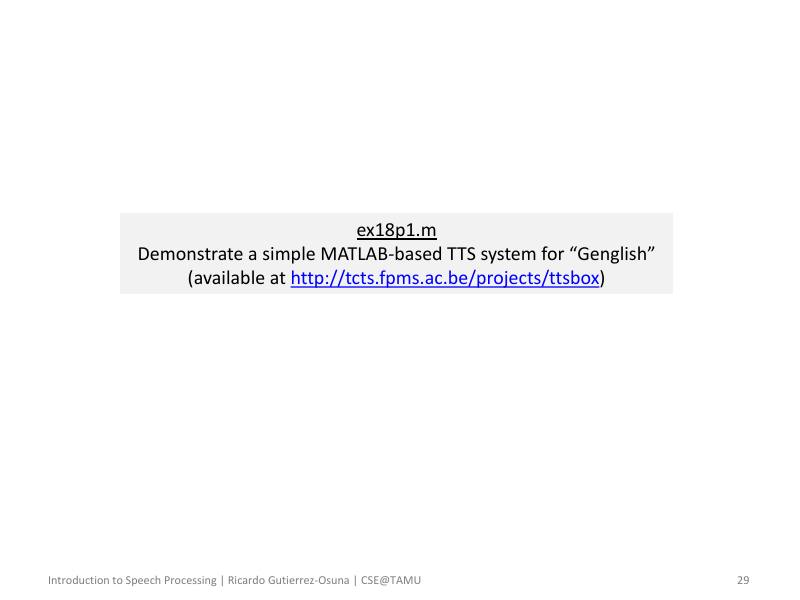 ex18p1.m
Demonstrate a simple MATLAB-based TTS system for “Genglish”
(available at http://tcts.fpms.ac.be/projects/ttsbox)
Introduction to Speech Processing | Ricardo Gutierrez-Osuna | CSE@TAMU
29